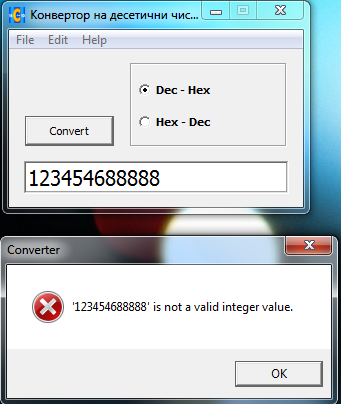 Конвертор на десетични чис...
File Edit Help
Dec - Hex
Hex - Dec
Convert
123454688888
Converter
'123454688888' is not a valid integer value.
OK